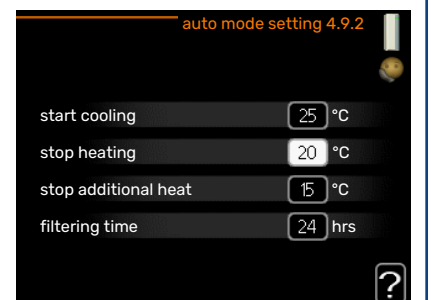 auto mode setting 4.9.2
start cooling 25 °C
stop heating 20 °C
stop additional heat 15 °C
filtering time 24 hrs
?